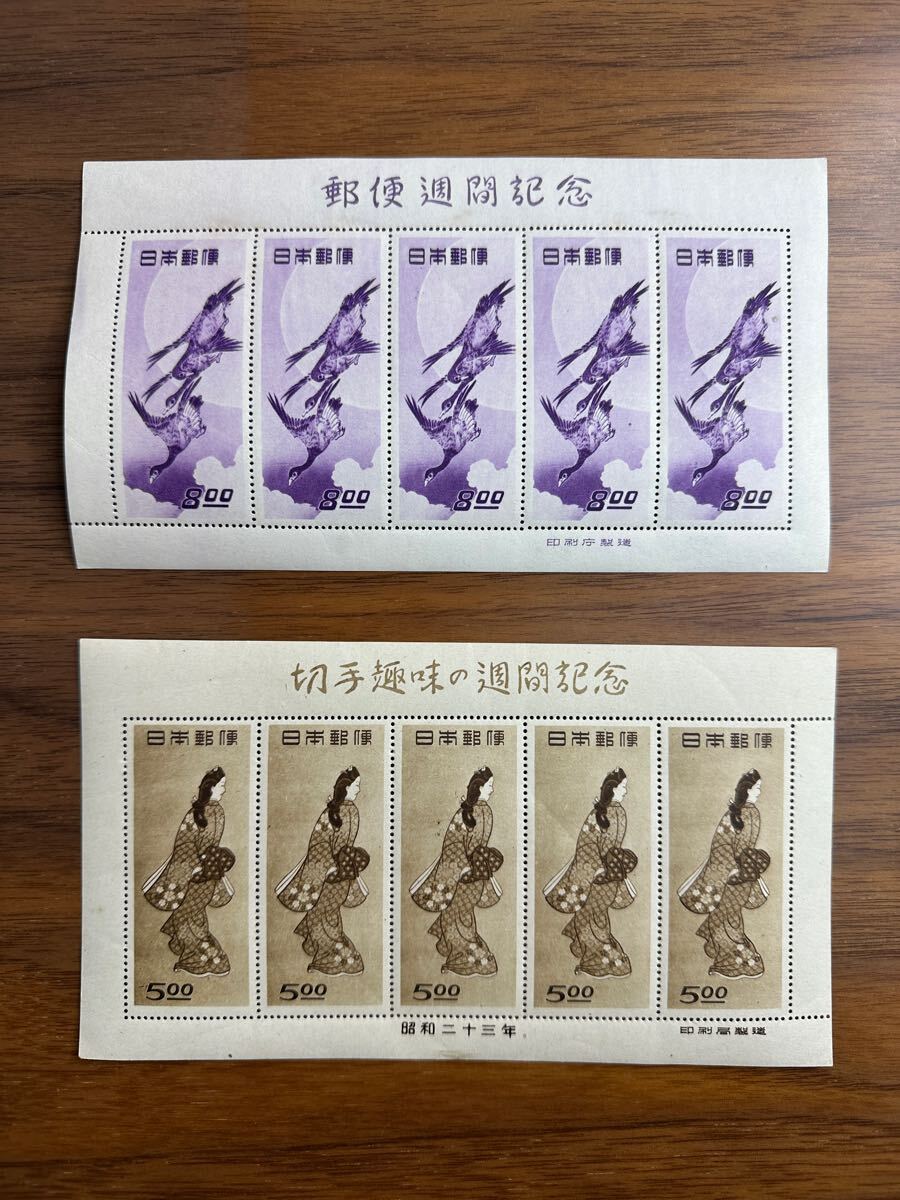 郵便週間記念
日本郵便 日本郵便 日本郵便 日本郵便 日本郵便
8.00 8.00 8.00 8.00 8.00
印刷庁製造
切手趣味の週間記念
日本郵便 日本郵便 日本郵便 日本郵便 日本郵便
5.00 5.00 5.00 5.00 5.00
昭和二十三年 印刷局製造